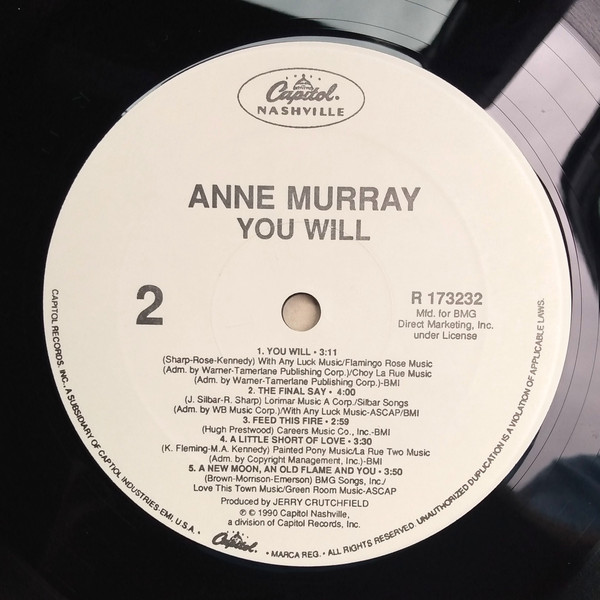 Capitol.
NASHVILLE
ANNE MURRAY
YOU WILL
2
R 173232
Mfd. for BMG
Direct Marketing, Inc.
under License
1. YOU WILL • 3:11
(Sharp-Rose-Kennedy) With Any Luck Music/Flamingo Rose Music
(Adm. by Warner-Tamerlane Publishing Corp.)/Choy La Rue Music
(Adm. by Warner-Tamerlane Publishing Corp.)-BMI
2. THE FINAL SAY • 4:00
(J. Silbar-R. Sharp) Lorimar Music A Corp./Silbar Songs
(Adm. by WB Music Corp.)/With Any Luck Music-ASCAP/BMI
3. FEED THIS FIRE • 2:59
(Hugh Prestwood) Careers Music Co., Inc.-BMI
4. A LITTLE SHORT OF LOVE • 3:30
(K. Fleming-M.A. Kennedy) Painted Pony Music/La Rue Two Music
(Adm. by Copyright Management, Inc.)-BMI
5. A NEW MOON, AN OLD FLAME AND YOU • 3:50
(Brown-Morrison-Emerson) BMG Songs, Inc./
Love This Town Music/Green Room Music-ASCAP
Produced by JERRY CRUTCHFIELD
℗ © 1990 Capitol Nashville,
a division of Capitol Records, Inc.
CAPITOL RECORDS, INC., A SUBSIDIARY OF CAPTIOL INDUSTRIES-EMI, U.S.A. • Capitol. • MARCA REG. • ALL RIGHTS RESERVED. UNAUTHORIZED DUPLICATION IS A VIOLATION OF APPLICABLE LAWS.